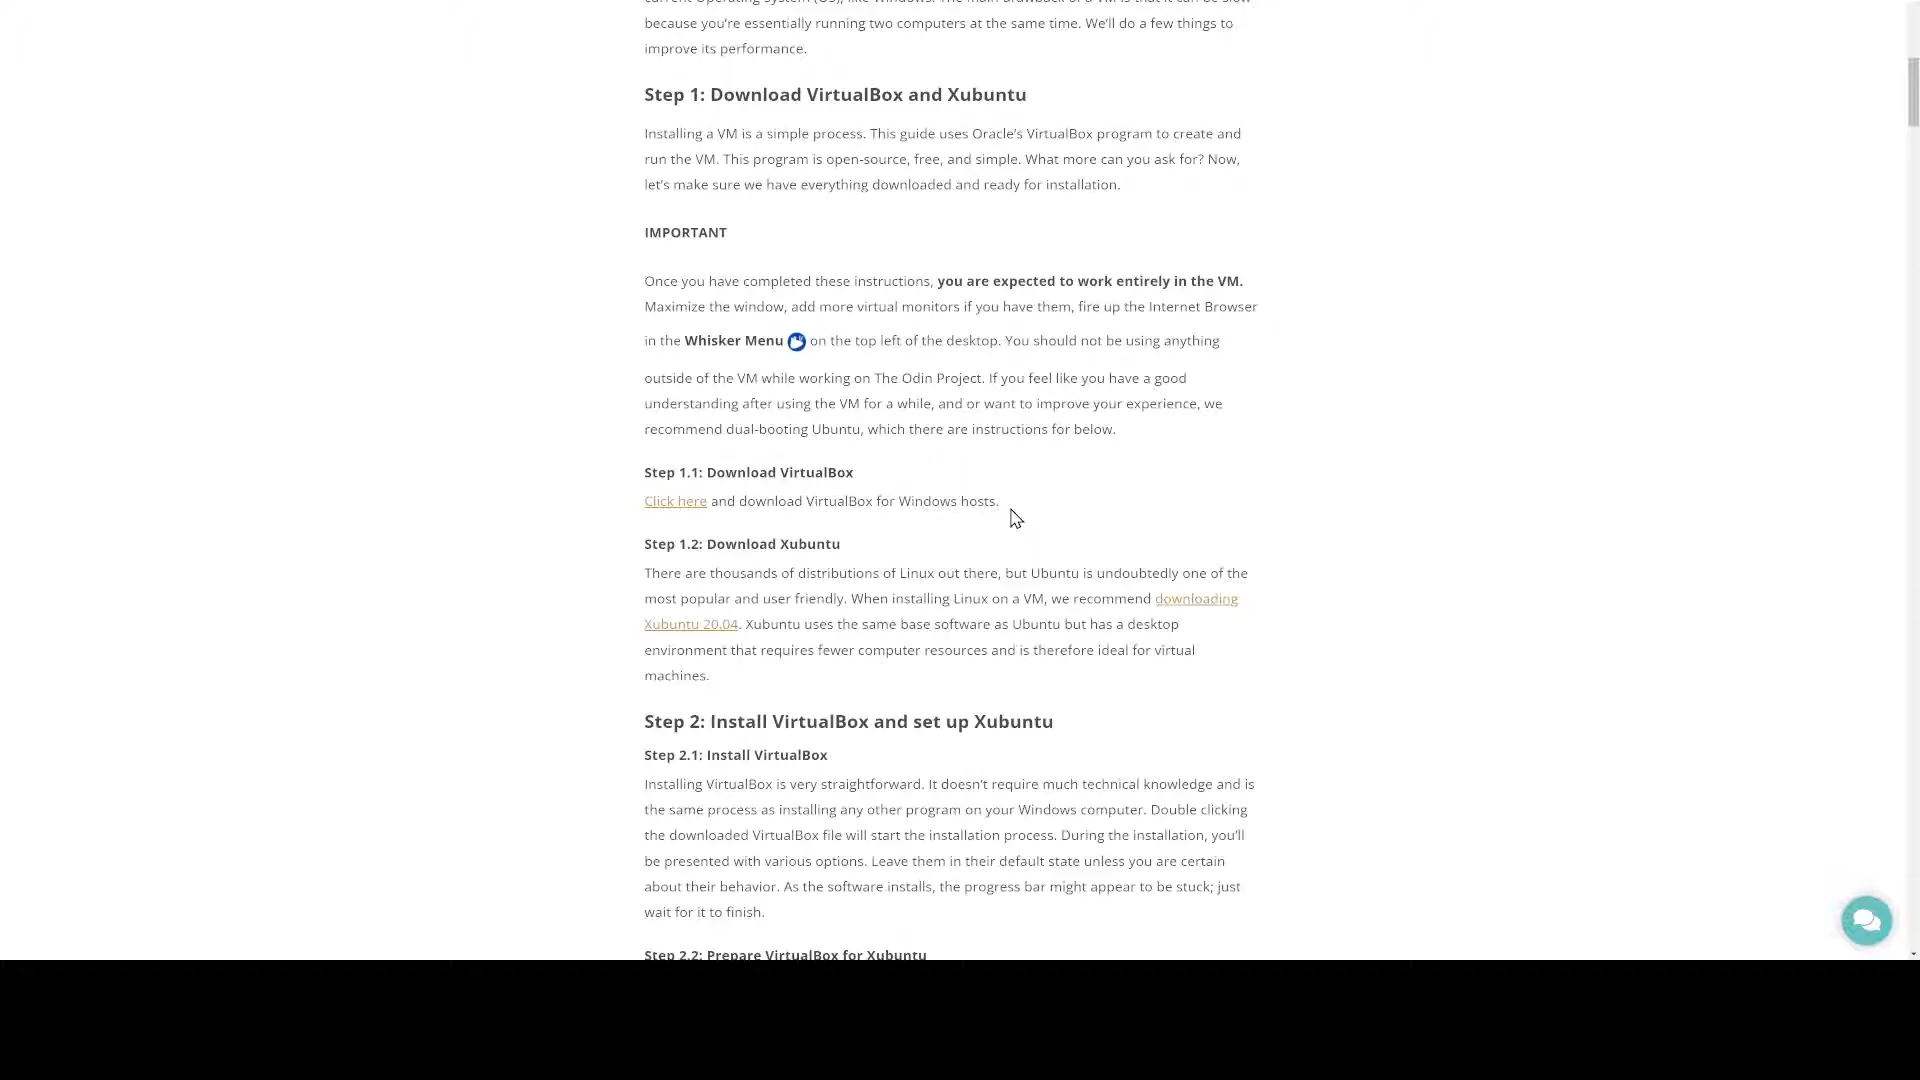 current Operating System (OS), like Windows. The main drawback of a VM is that it can be slow
because you're essentially running two computers at the same time. We'll do a few things to
improve its performance.
Step 1: Download VirtualBox and Xubuntu
Installing a VM is a simple process. This guide uses Oracle's VirtualBox program to create and
run the VM. This program is open-source, free, and simple. What more can you ask for? Now,
let's make sure we have everything downloaded and ready for installation.
IMPORTANT
Once you have completed these instructions, you are expected to work entirely in the VM.
Maximize the window, add more virtual monitors if you have them, fire up the Internet Browser
in the Whisker Menu on the top left of the desktop. You should not be using anything
outside of the VM while working on The Odin Project. If you feel like you have a good
understanding after using the VM for a while, and or want to improve your experience, we
recommend dual-booting Ubuntu, which there are instructions for below.
Step 1.1: Download VirtualBox
Click here and download VirtualBox for Windows hosts.
Step 1.2: Download Xubuntu
There are thousands of distributions of Linux out there, but Ubuntu is undoubtedly one of the
most popular and user friendly. When installing Linux on a VM, we recommend downloading
Xubuntu 20.04. Xubuntu uses the same base software as Ubuntu but has a desktop
environment that requires fewer computer resources and is therefore ideal for virtual
machines.
Step 2: Install VirtualBox and set up Xubuntu
Step 2.1: Install VirtualBox
Installing VirtualBox is very straightforward. It doesn't require much technical knowledge and is
the same process as installing any other program on your Windows computer. Double clicking
the downloaded VirtualBox file will start the installation process. During the installation, you'll
be presented with various options. Leave them in their default state unless you are certain
about their behavior. As the software installs, the progress bar might appear to be stuck; just
wait for it to finish.
Step 2.2: Prepare VirtualBox for Xubuntu